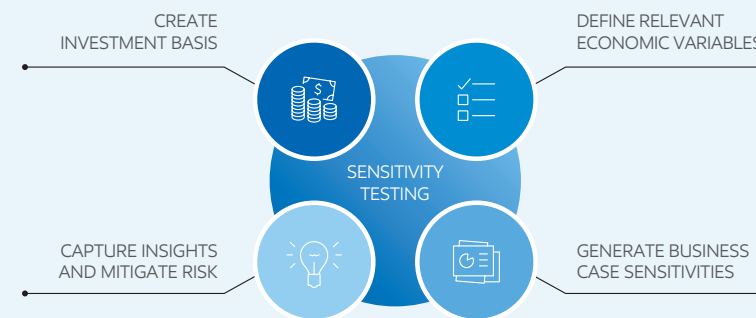 CREATE
INVESTMENT BASIS
DEFINE RELEVANT
ECONOMIC VARIABLES
$
SENSITIVITY
TESTING
CAPTURE INSIGHTS
AND MITIGATE RISK
GENERATE BUSINESS
CASE SENSITIVITIES